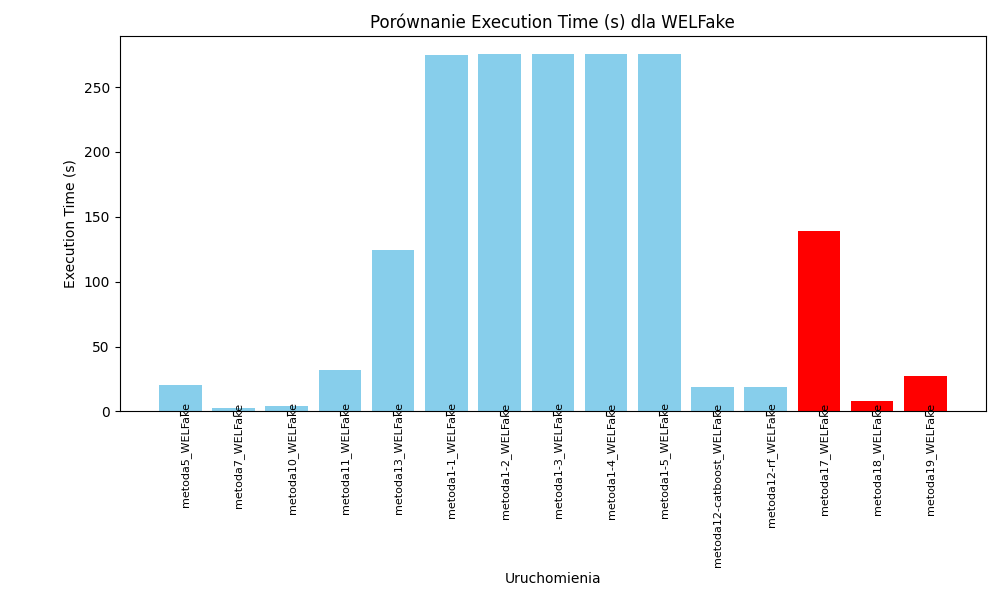 Porównanie Execution Time (s) dla WELFake
Execution Time (s)
250
200
150
100
50
0
metoda5_WELFake
metoda7_WELFake
metoda10_WELFake
metoda11_WELFake
metoda13_WELFake
metoda1-1_WELFake
metoda1-2_WELFake
metoda1-3_WELFake
metoda1-4_WELFake
metoda1-5_WELFake
metoda12-catboost_WELFake
metoda12-rf_WELFake
metoda17_WELFake
metoda18_WELFake
metoda19_WELFake
Uruchomienia